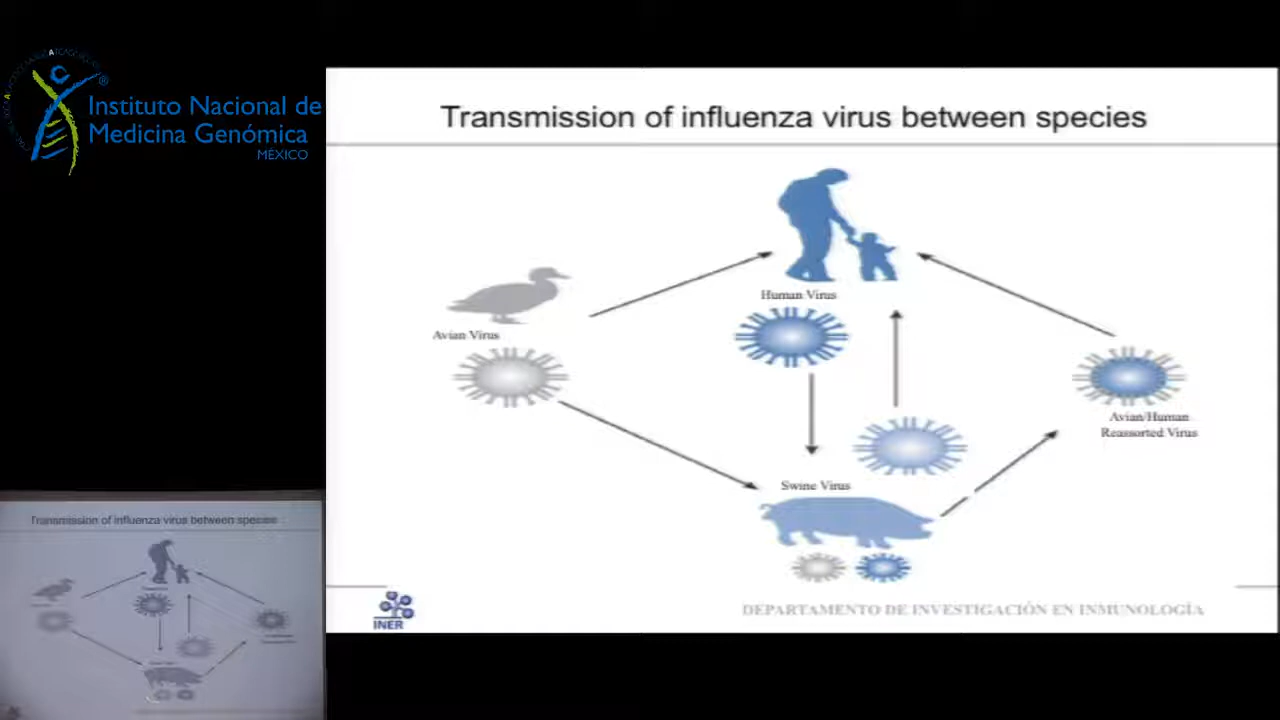 Instituto Nacional de
Medicina Genómica
MÉXICO
Transmission of influenza virus between species
Human Virus
Avian Virus
Avian/Human
Reassorted Virus
Swine Virus
INER
DEPARTAMENTO DE INVESTIGACIÓN EN INMUNOLOGÍA
Transmission of influenza virus between species